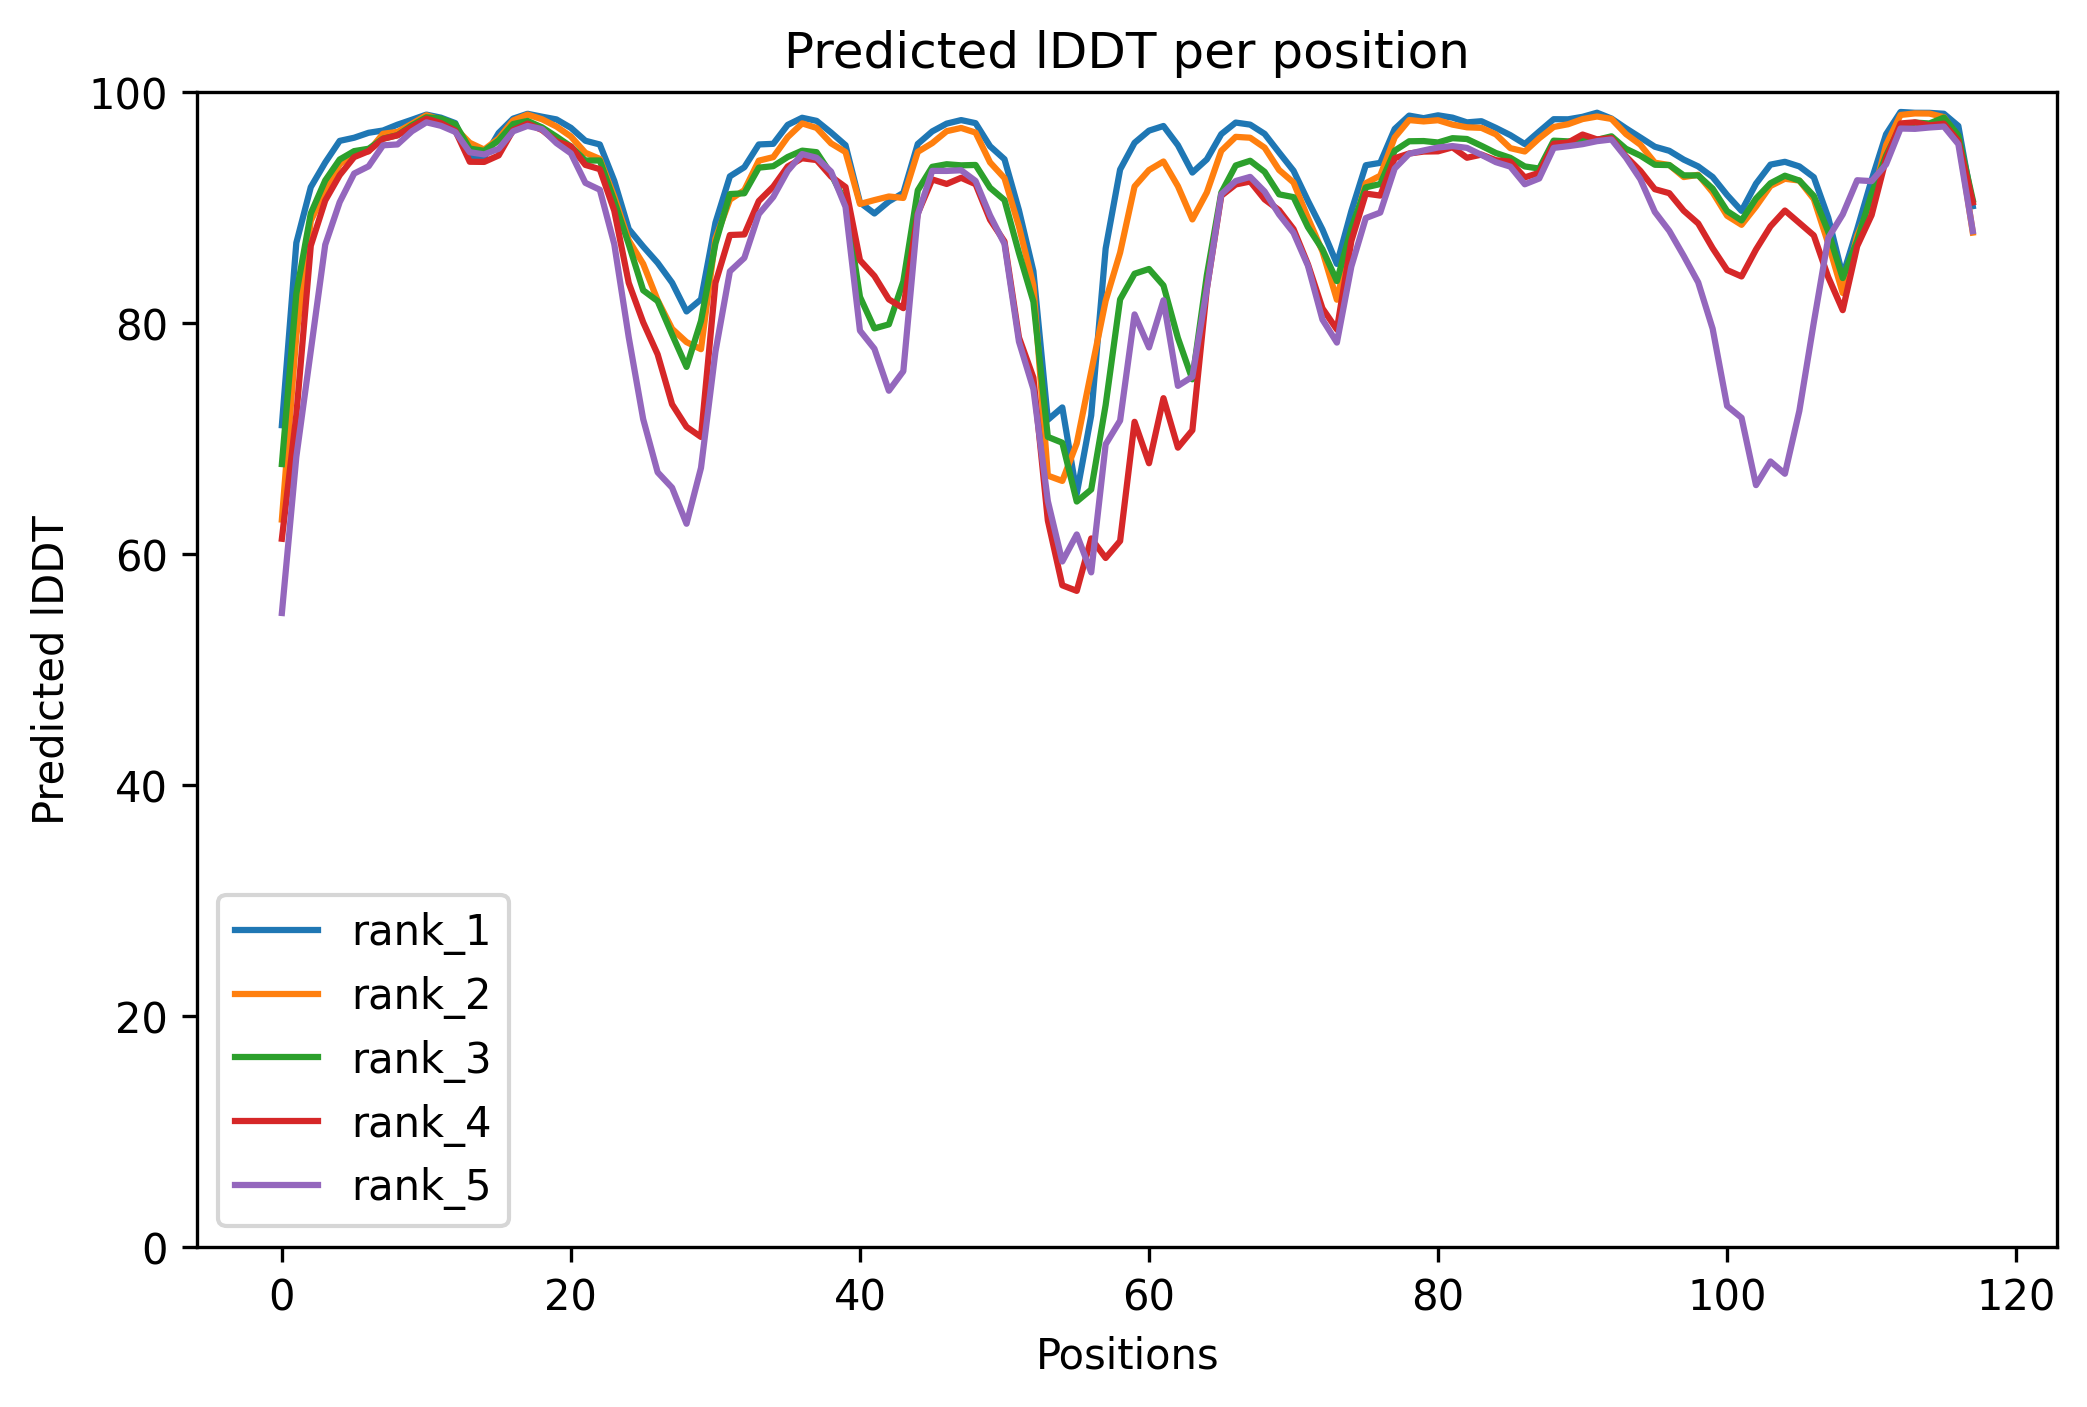 Predicted lDDT per position
100
80
60
40
20
0
Predicted lDDT
rank_1
rank_2
rank_3
rank_4
rank_5
0 20 40 60 80 100 120
Positions